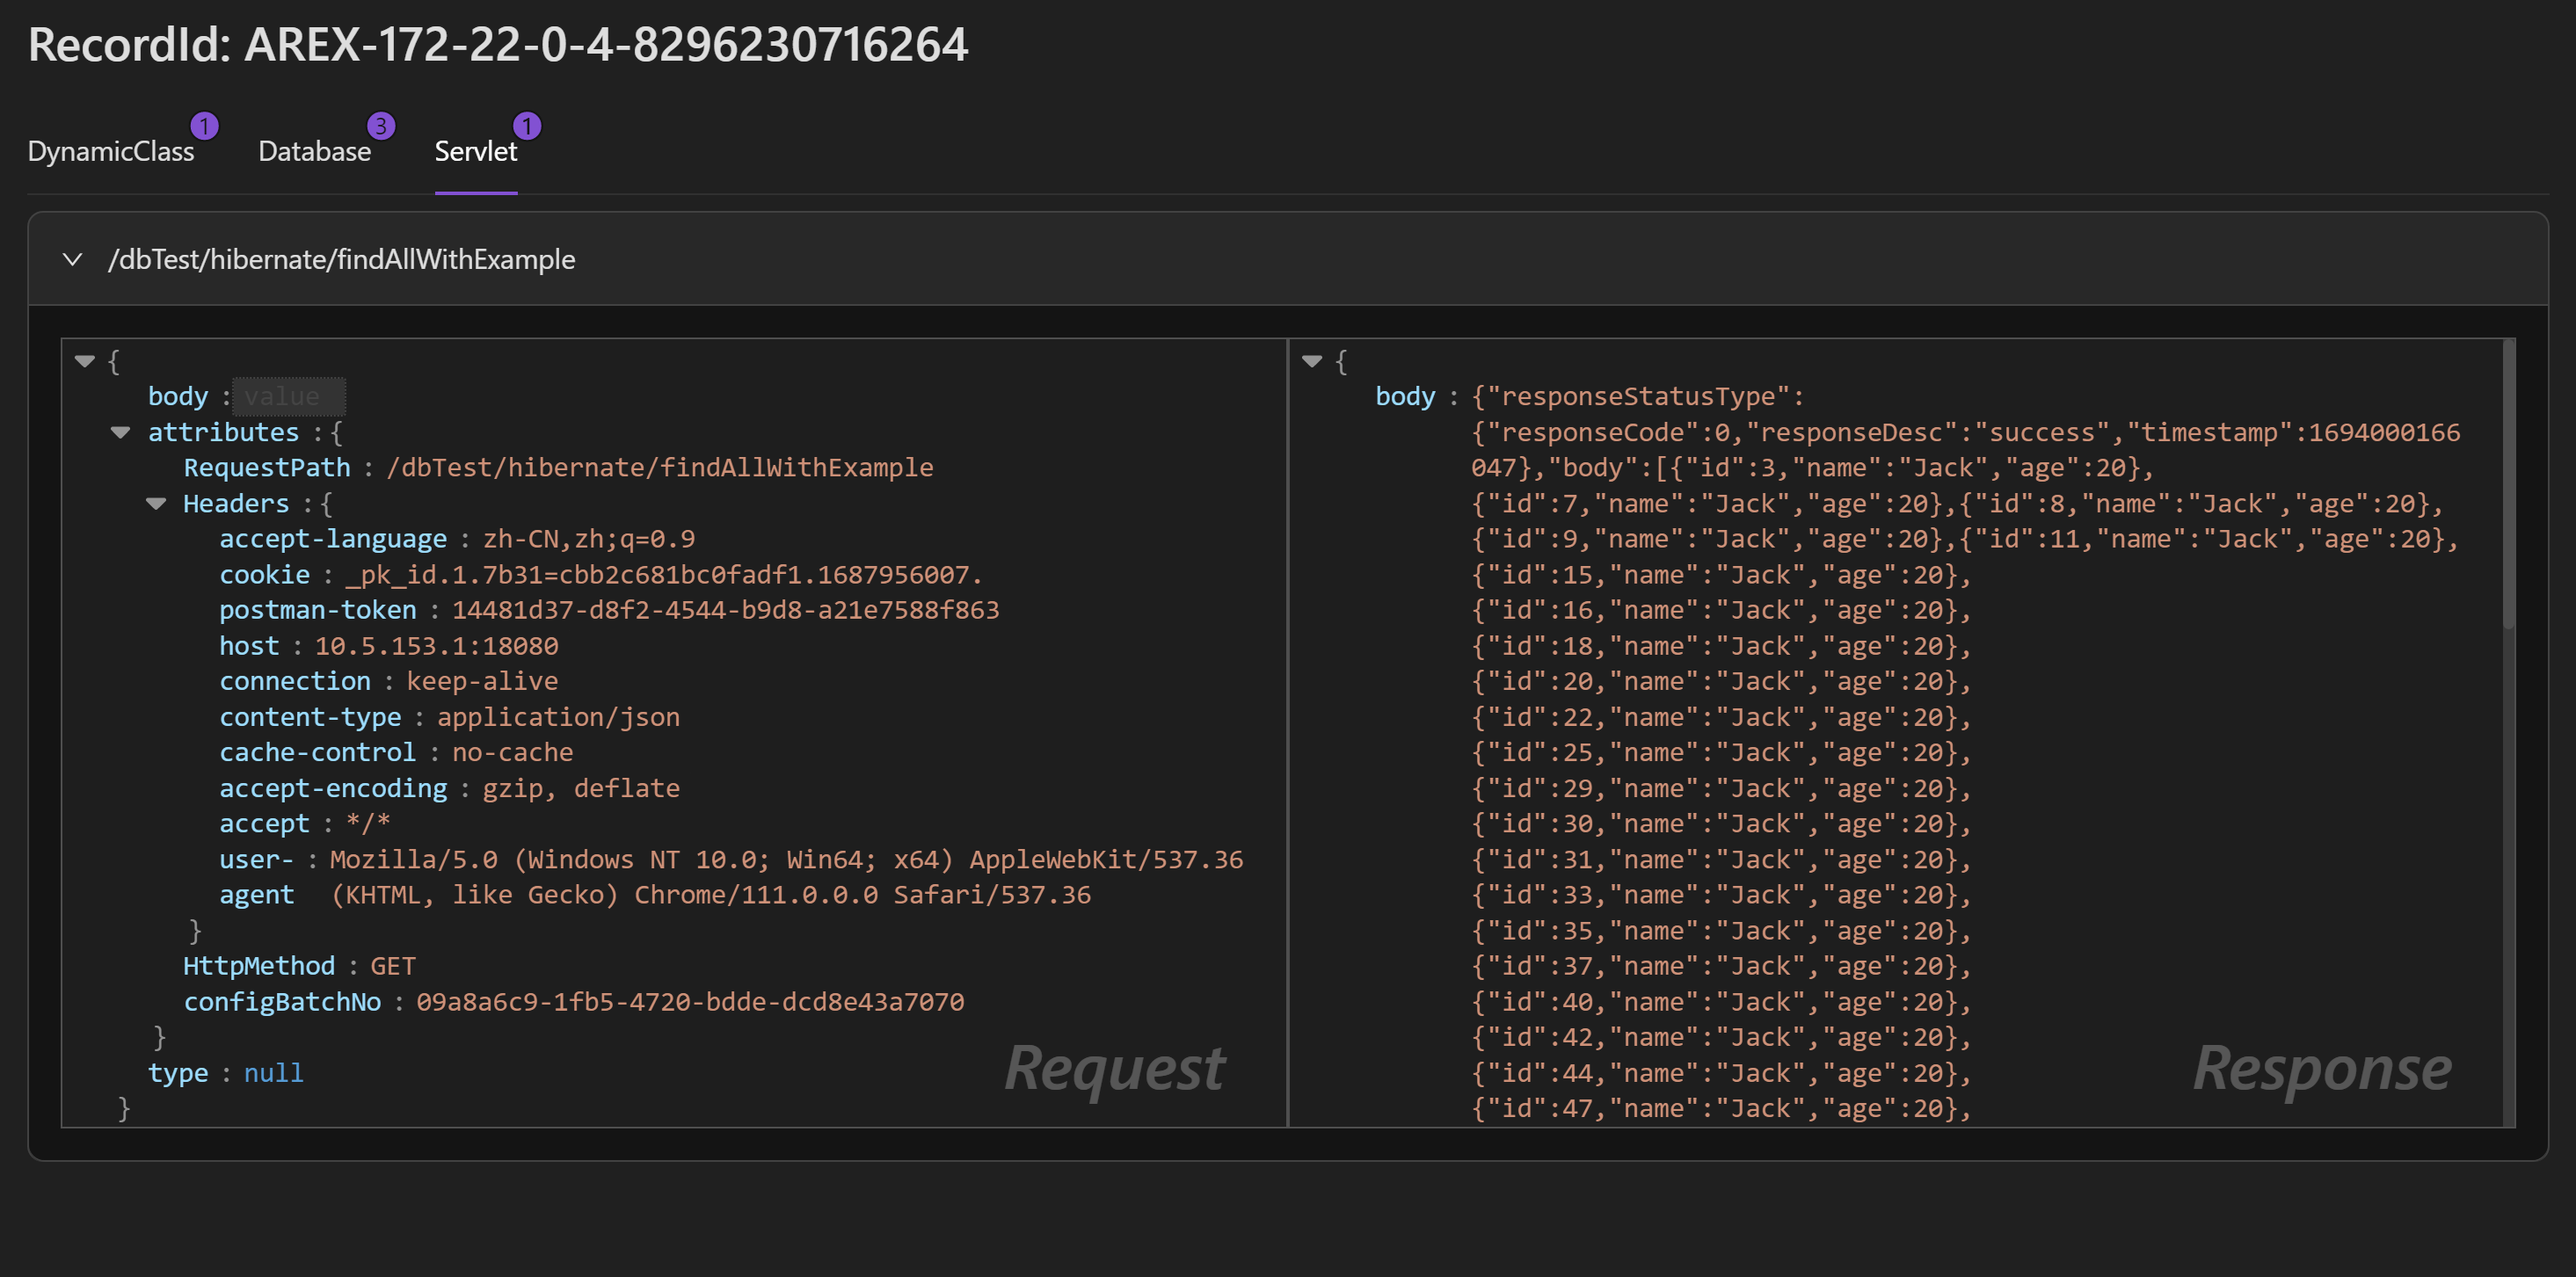 RecordId: AREX-172-22-0-4-8296230716264
DynamicClass 1 Database 3 Servlet 1
/dbTest/hibernate/findAllWithExample
{
body : value
attributes : {
RequestPath : /dbTest/hibernate/findAllWithExample
Headers : {
accept-language : zh-CN,zh;q=0.9
cookie : _pk_id.1.7b31=cbb2c681bc0fadf1.1687956007.
postman-token : 14481d37-d8f2-4544-b9d8-a21e7588f863
host : 10.5.153.1:18080
connection : keep-alive
content-type : application/json
cache-control : no-cache
accept-encoding : gzip, deflate
accept : */*
user- : Mozilla/5.0 (Windows NT 10.0; Win64; x64) AppleWebKit/537.36
agent (KHTML, like Gecko) Chrome/111.0.0.0 Safari/537.36
}
HttpMethod : GET
configBatchNo : 09a8a6c9-1fb5-4720-bdde-dcd8e43a7070
}
type : null
}
Request
{
body : {"responseStatusType":
{"responseCode":0,"responseDesc":"success","timestamp":1694000166
047},"body":[{"id":3,"name":"Jack","age":20},
{"id":7,"name":"Jack","age":20},{"id":8,"name":"Jack","age":20},
{"id":9,"name":"Jack","age":20},{"id":11,"name":"Jack","age":20},
{"id":15,"name":"Jack","age":20},
{"id":16,"name":"Jack","age":20},
{"id":18,"name":"Jack","age":20},
{"id":20,"name":"Jack","age":20},
{"id":22,"name":"Jack","age":20},
{"id":25,"name":"Jack","age":20},
{"id":29,"name":"Jack","age":20},
{"id":30,"name":"Jack","age":20},
{"id":31,"name":"Jack","age":20},
{"id":33,"name":"Jack","age":20},
{"id":35,"name":"Jack","age":20},
{"id":37,"name":"Jack","age":20},
{"id":40,"name":"Jack","age":20},
{"id":42,"name":"Jack","age":20},
{"id":44,"name":"Jack","age":20},
{"id":47,"name":"Jack","age":20},
Response